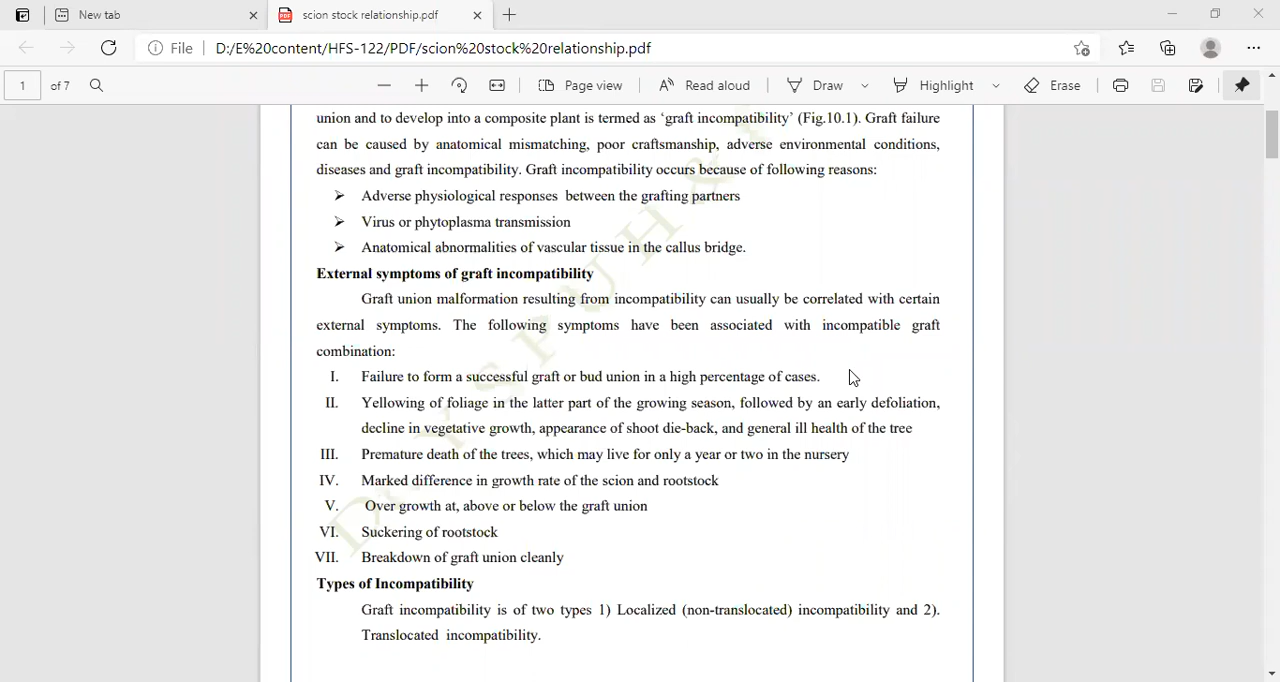 New tab
scion stock relationship.pdf
File D:/E%20content/HFS-122/PDF/scion%20stock%20relationship.pdf
1 of 7 Page view Read aloud Draw Highlight Erase
union and to develop into a composite plant is termed as ‘graft incompatibility’ (Fig.10.1). Graft failure
can be caused by anatomical mismatching, poor craftsmanship, adverse environmental conditions,
diseases and graft incompatibility. Graft incompatibility occurs because of following reasons:
➢ Adverse physiological responses between the grafting partners
➢ Virus or phytoplasma transmission
➢ Anatomical abnormalities of vascular tissue in the callus bridge.
External symptoms of graft incompatibility
Graft union malformation resulting from incompatibility can usually be correlated with certain
external symptoms. The following symptoms have been associated with incompatible graft
combination:
I. Failure to form a successful graft or bud union in a high percentage of cases.
II. Yellowing of foliage in the latter part of the growing season, followed by an early defoliation,
decline in vegetative growth, appearance of shoot die-back, and general ill health of the tree
III. Premature death of the trees, which may live for only a year or two in the nursery
IV. Marked difference in growth rate of the scion and rootstock
V. Over growth at, above or below the graft union
VI. Suckering of rootstock
VII. Breakdown of graft union cleanly
Types of Incompatibility
Graft incompatibility is of two types 1) Localized (non-translocated) incompatibility and 2).
Translocated incompatibility.